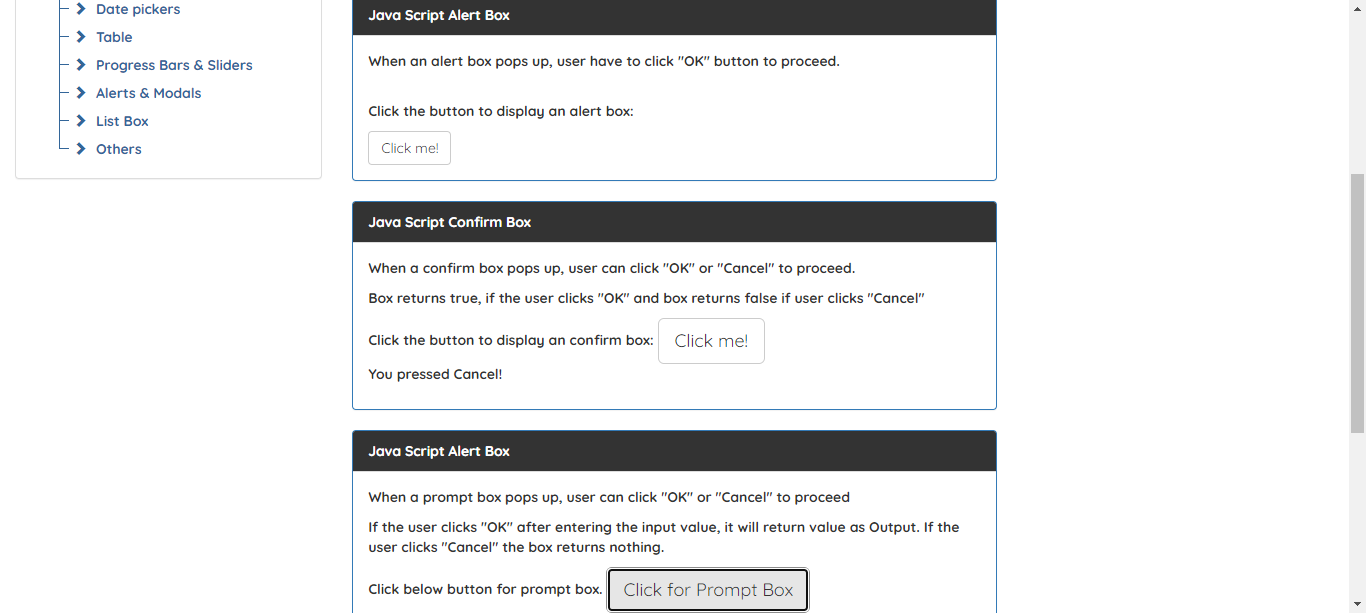 Date pickers
Table
Progress Bars & Sliders
Alerts & Modals
List Box
Others
Java Script Alert Box
When an alert box pops up, user have to click "OK" button to proceed.
Click the button to display an alert box:
Click me!
Java Script Confirm Box
When a confirm box pops up, user can click "OK" or "Cancel" to proceed.
Box returns true, if the user clicks "OK" and box returns false if user clicks "Cancel"
Click the button to display an confirm box: Click me!
You pressed Cancel!
Java Script Alert Box
When a prompt box pops up, user can click "OK" or "Cancel" to proceed
If the user clicks "OK" after entering the input value, it will return value as Output. If the
user clicks "Cancel" the box returns nothing.
Click below button for prompt box. Click for Prompt Box